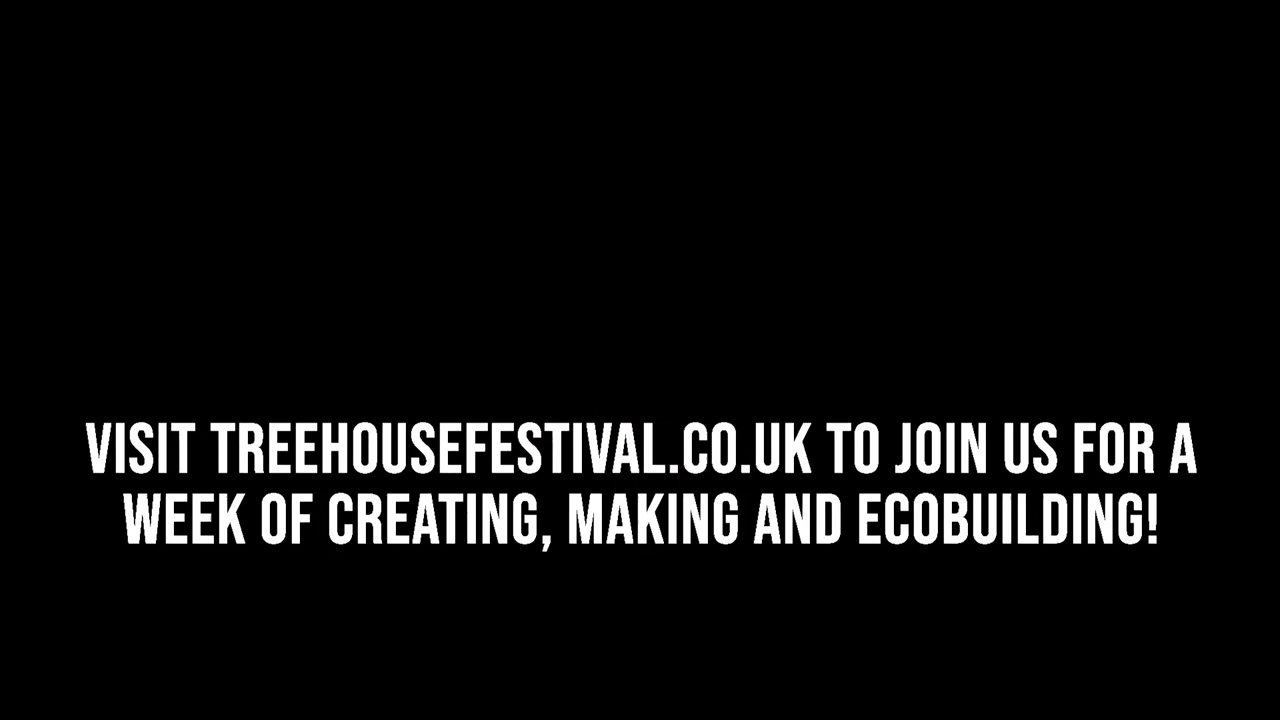 VISIT TREEHOUSEFESTIVAL.CO.UK TO JOIN US FOR A
WEEK OF CREATING, MAKING AND ECOBUILDING!